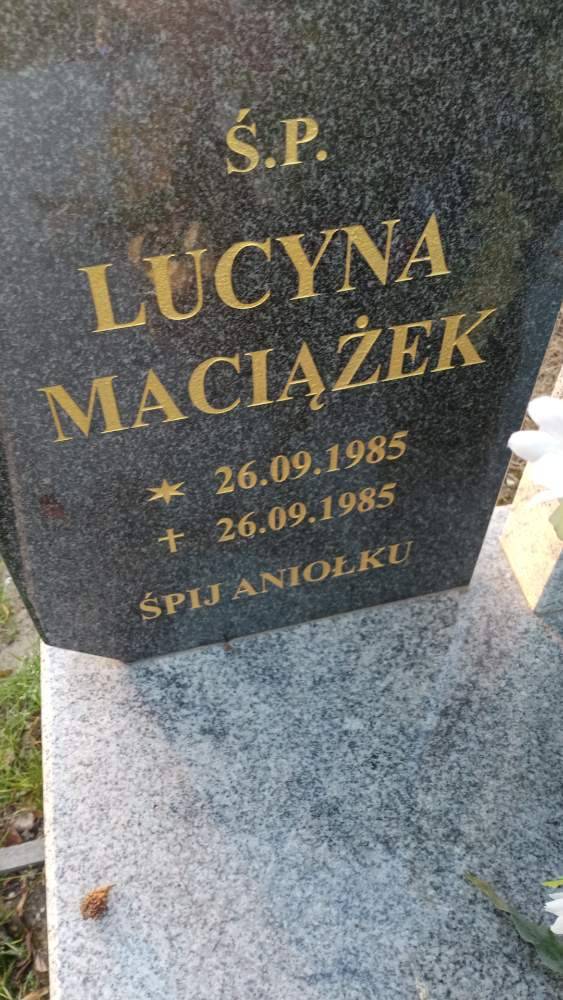 Ś.P.
LUCYNA
MACIĄŻEK
✶ 26.09.1985
✝ 26.09.1985
ŚPIJ ANIOŁKU